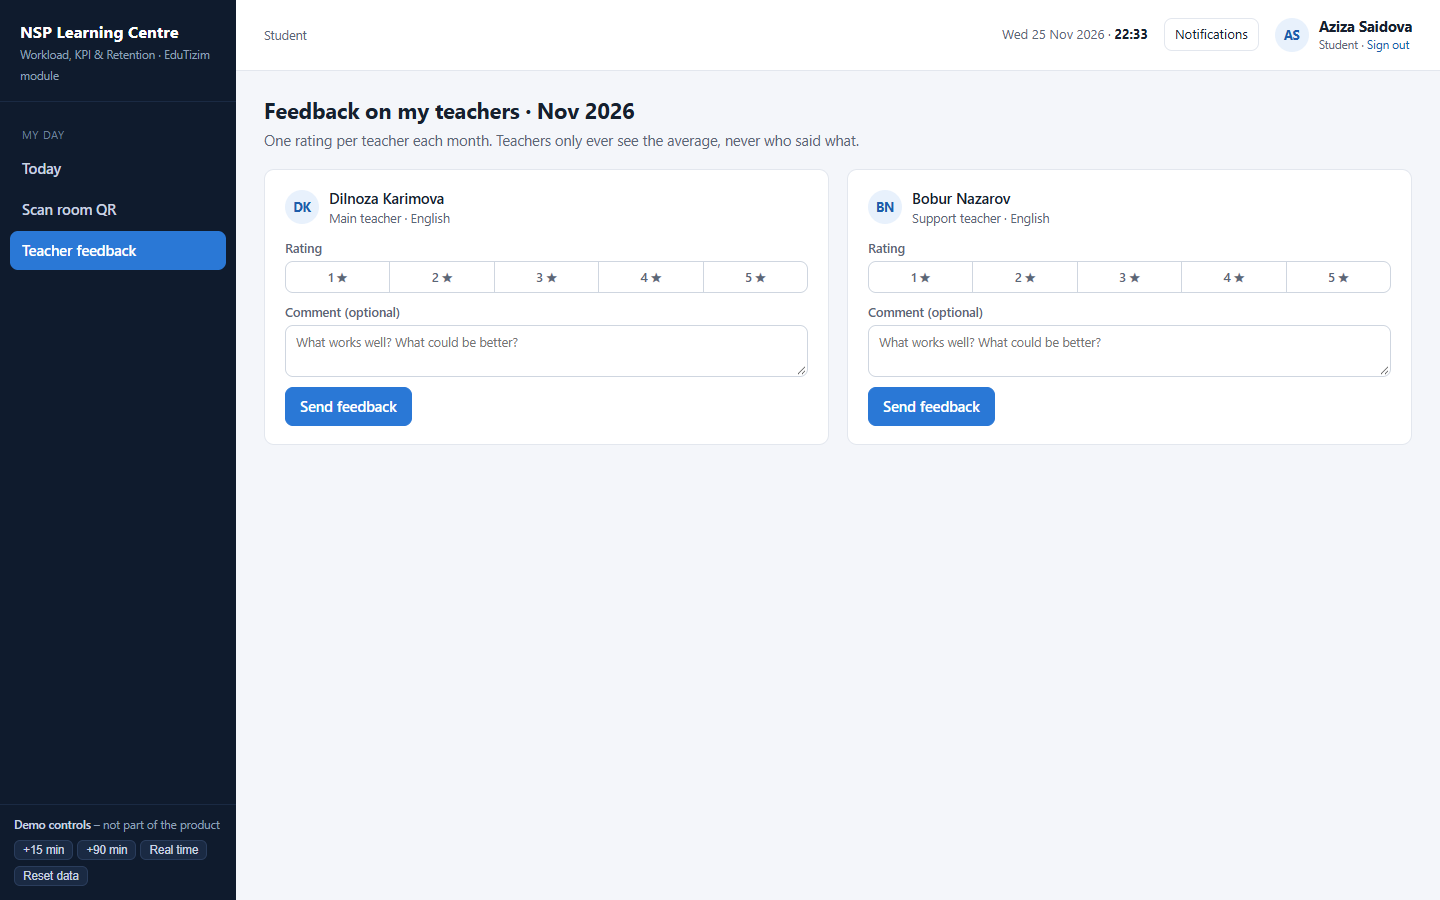 NSP Learning Centre
Workload, KPI & Retention · EduTizim
module
MY DAY
Today
Scan room QR
Teacher feedback
Demo controls – not part of the product
+15 min
+90 min
Real time
Reset data
Student
Wed 25 Nov 2026 · 22:33
Notifications
AS
Aziza Saidova
Student · Sign out
Feedback on my teachers · Nov 2026
One rating per teacher each month. Teachers only ever see the average, never who said what.
DK
Dilnoza Karimova
Main teacher · English
Rating
1 ★ 2 ★ 3 ★ 4 ★ 5 ★
Comment (optional)
What works well? What could be better?
Send feedback
BN
Bobur Nazarov
Support teacher · English
Rating
1 ★ 2 ★ 3 ★ 4 ★ 5 ★
Comment (optional)
What works well? What could be better?
Send feedback